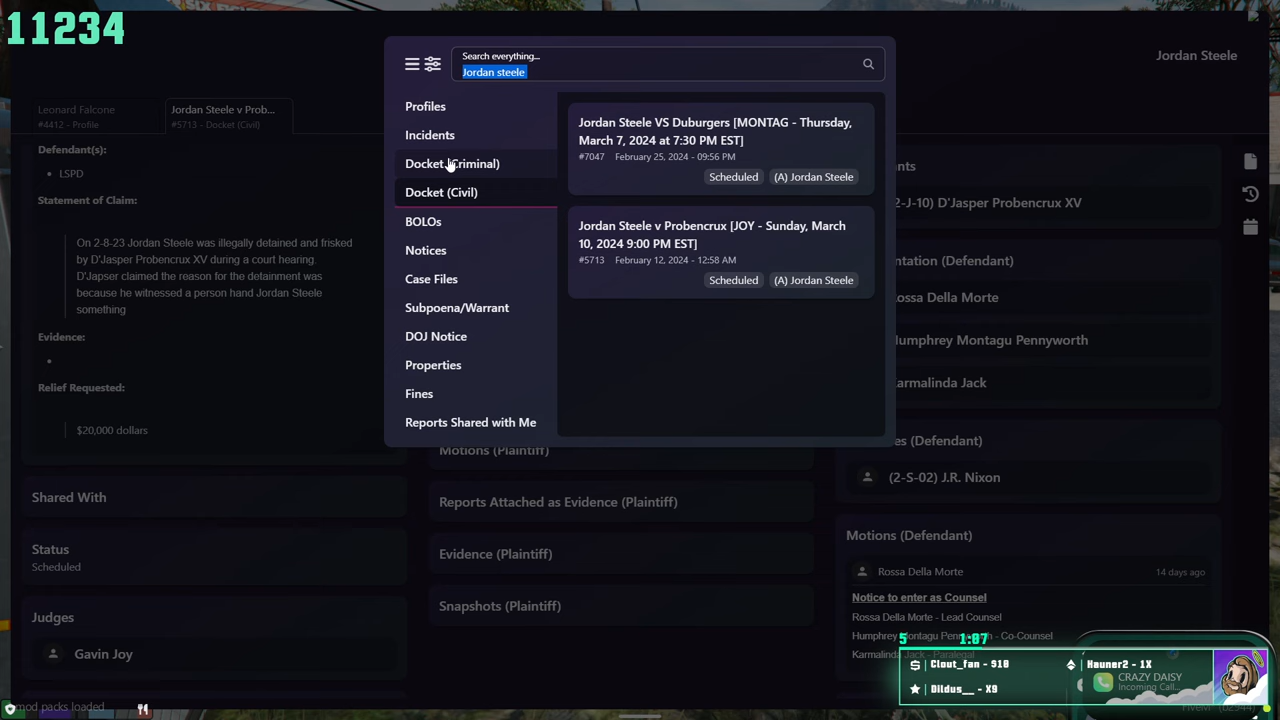 11234
Jordan Steele
Leonard Falcone
#4412 - Profile
Jordan Steele v Prob...
#5713 - Docket (Civil)
Defendant(s):
LSPD
Statement of Claim:
On 2-8-23 Jordan Steele was illegally detained and frisked
by D'Jasper Probencrux XV during a court hearing.
D'Japser claimed the reason for the detainment was
because he witnessed a person hand Jordan Steele
something
Evidence:
Relief Requested:
$20,000 dollars
Shared With
Status
Scheduled
Judges
Gavin Joy
Search everything...
Jordan steele
Profiles
Incidents
Docket (Criminal)
Docket (Civil)
BOLOs
Notices
Case Files
Subpoena/Warrant
DOJ Notice
Properties
Fines
Reports Shared with Me
Jordan Steele VS Duburgers [MONTAG - Thursday,
March 7, 2024 at 7:30 PM EST]
#7047 February 25, 2024 - 09:56 PM
Scheduled (A) Jordan Steele
Jordan Steele v Probencrux [JOY - Sunday, March
10, 2024 9:00 PM EST]
#5713 February 12, 2024 - 12:58 AM
Scheduled (A) Jordan Steele
Motions (Plaintiff)
Reports Attached as Evidence (Plaintiff)
Evidence (Plaintiff)
Snapshots (Plaintiff)
2-J-10) D'Jasper Probencrux XV
(Defendant)
Rossa Della Morte
Humphrey Montagu Pennyworth
Karmalinda Jack
(Defendant)
(2-S-02) J.R. Nixon
Motions (Defendant)
Rossa Della Morte 14 days ago
Notice to enter as Counsel
Rossa Della Morte - Lead Counsel
Humphrey Montagu Pennyworth - Co-Counsel
Karmalinda Jack - Paralegal
5 1:07
Clout_fan - $10
Hauner2 - 1X
Dildus__ - X9
CRAZY DAISY
Incoming Call...
mod packs loaded